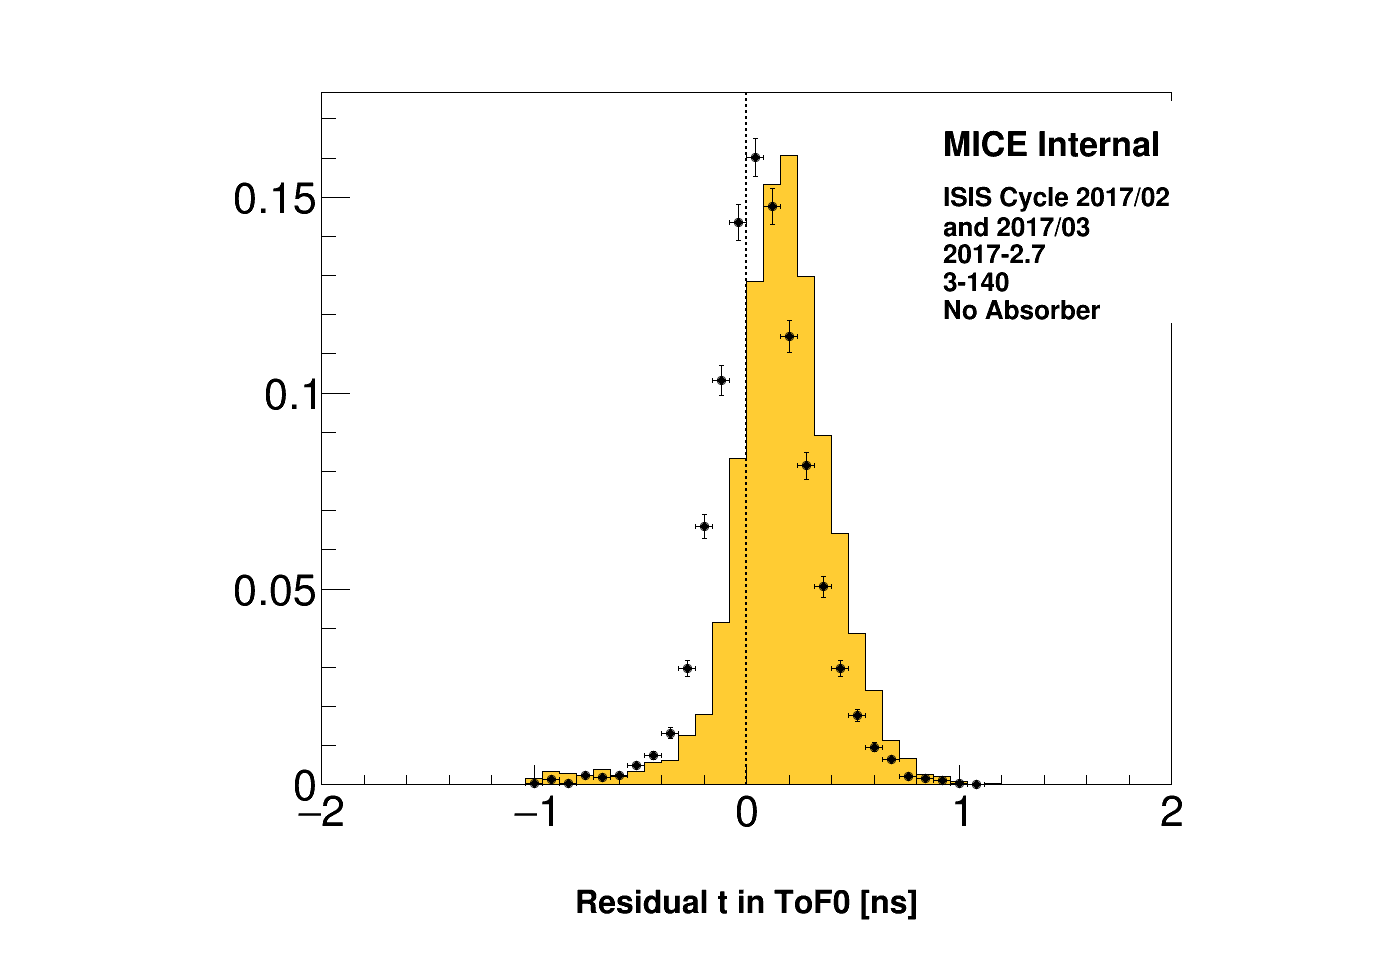 MICE Internal
ISIS Cycle 2017/02
and 2017/03
2017-2.7
3-140
No Absorber
0.15
0.1
0.05
0
−2
−1
0
1
2
Residual t in ToF0 [ns]